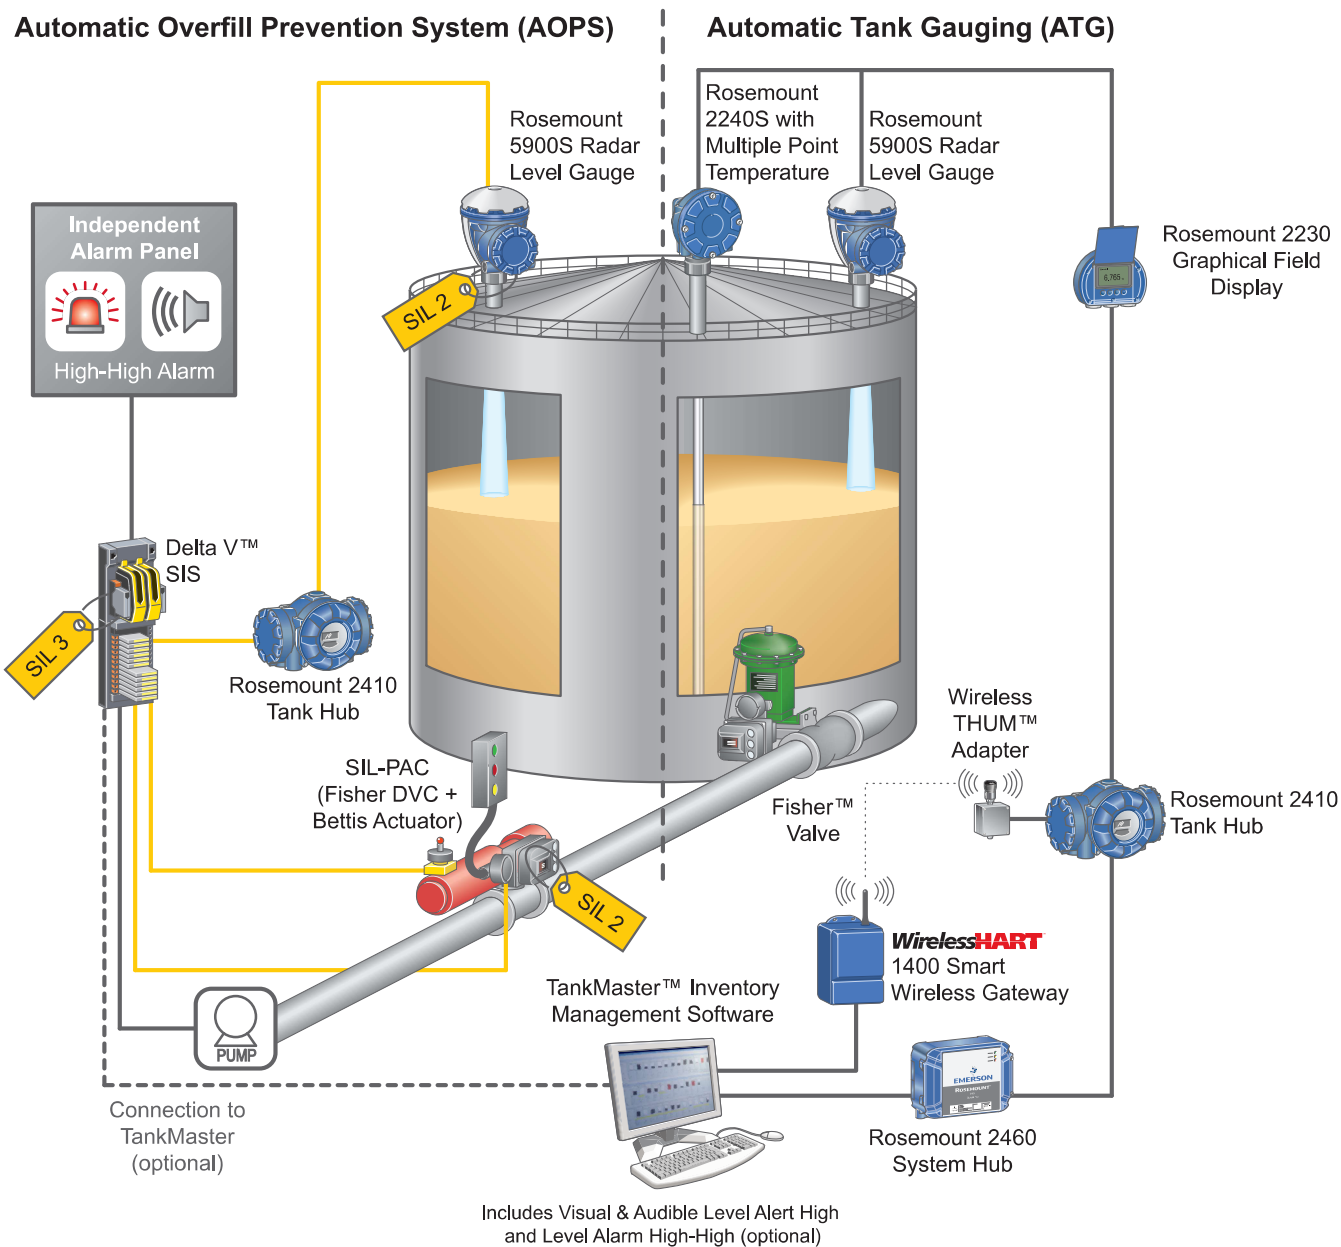 Automatic Overfill Prevention System (AOPS)
Automatic Tank Gauging (ATG)
Rosemount
5900S Radar
Level Gauge
Rosemount
2240S with
Multiple Point
Temperature
Rosemount
5900S Radar
Level Gauge
Independent
Alarm Panel
High-High Alarm
Rosemount 2230
Graphical Field
Display
SIL 2
Delta V™
SIS
SIL 3
Rosemount 2410
Tank Hub
SIL-PAC
(Fisher DVC +
Bettis Actuator)
SIL 2
Fisher™
Valve
Wireless
THUM™
Adapter
Rosemount 2410
Tank Hub
WirelessHART
1400 Smart
Wireless Gateway
PUMP
TankMaster™ Inventory
Management Software
EMERSON
ROSEMOUNT
Connection to
TankMaster
(optional)
Rosemount 2460
System Hub
Includes Visual & Audible Level Alert High
and Level Alarm High-High (optional)